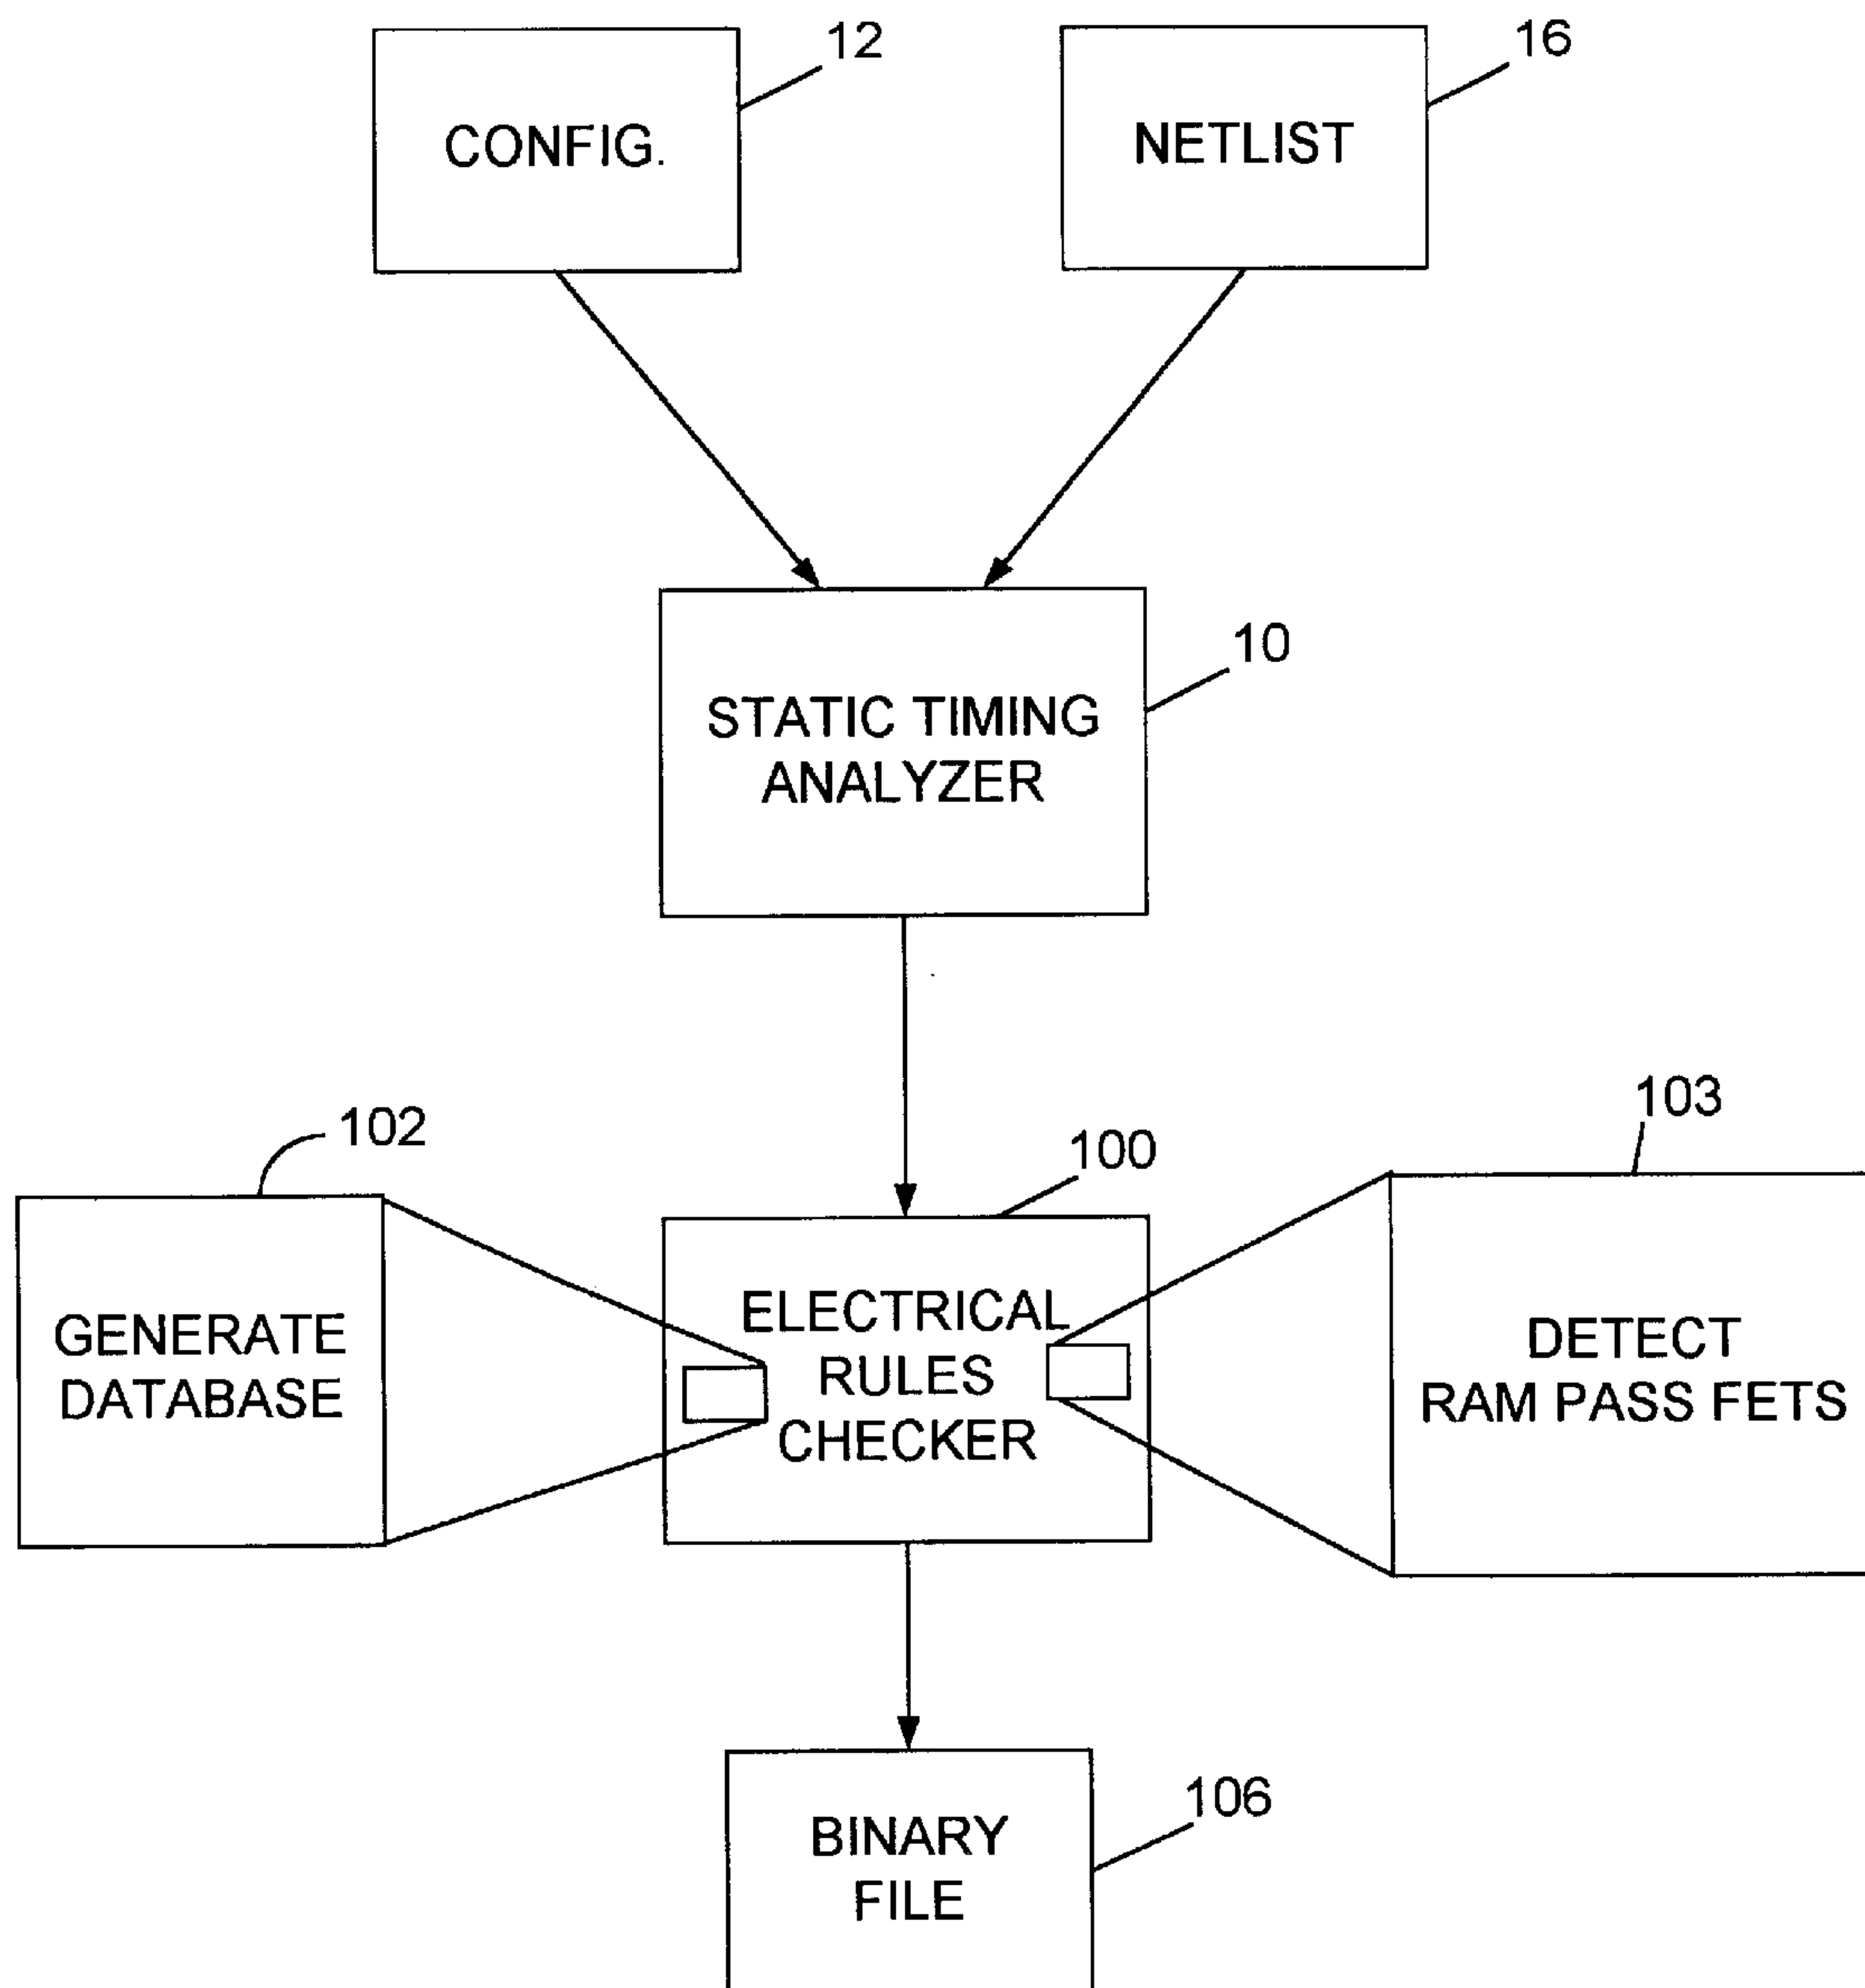 12
16
CONFIG.
NETLIST
10
STATIC TIMING
ANALYZER
102
100
103
GENERATE
DATABASE
ELECTRICAL
RULES
CHECKER
DETECT
RAM PASS FETS
106
BINARY
FILE